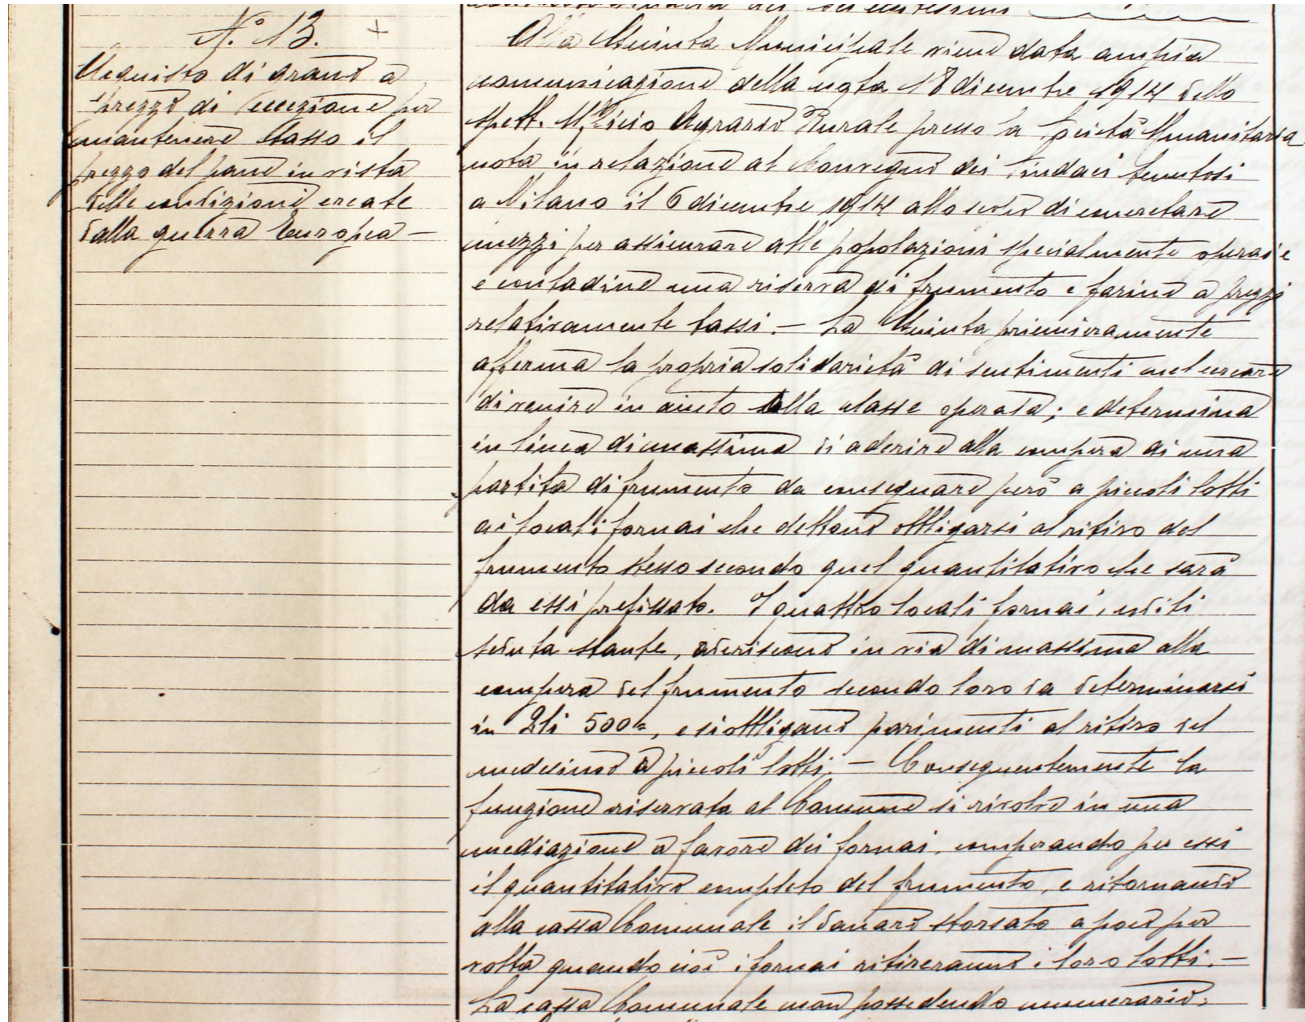 N.° 13.
Acquisto di grano a
prezzo di eccezione per
mantenere basso il
prezzo del pane in vista
delle condizioni create
dalla guerra Europea –
Alla Giunta Municipale viene data ampia
comunicazione della nota 18 dicembre 1914 dello
spett. Ufficio Agrario Rurale presso la Società Umanitaria
nota in relazione al Convegno dei Sindaci tenutosi
a Milano il 6 dicembre 1914 allo scopo di concretare
mezzi per assicurare alle popolazioni specialmente operaie
e contadine una riserva di frumento e farine a prezzi
relativamente bassi. – La Giunta primieramente
afferma la propria solidarietà di sentimenti nel cercare
di venire in aiuto alla classe operaia; e determina
in linea di massima di aderire alla compera di una
partita di frumento da consegnare però a piccoli lotti
ai locali fornai che debbono obbligarsi al ritiro del
frumento stesso secondo quel quantitativo che sarà
da essi prefissato. I quattro locali fornai, uditi
seduta stante, aderiscono in via di massima alla
compera del frumento secondo loro da determinarsi
in Qli 500=, e si obbligano parimenti al ritiro del
medesimo a piccoli lotti. – Conseguentemente la
funzione riservata al Comune si risolve in una
mediazione a favore dei fornai, comperando per essi
il quantitativo completo del frumento, e ritornando
alla cassa Comunale il danaro sborsato a poco per
volta quando cioè i fornai ritireranno i loro lotti. –
La cassa Comunale non possedendo numerario,